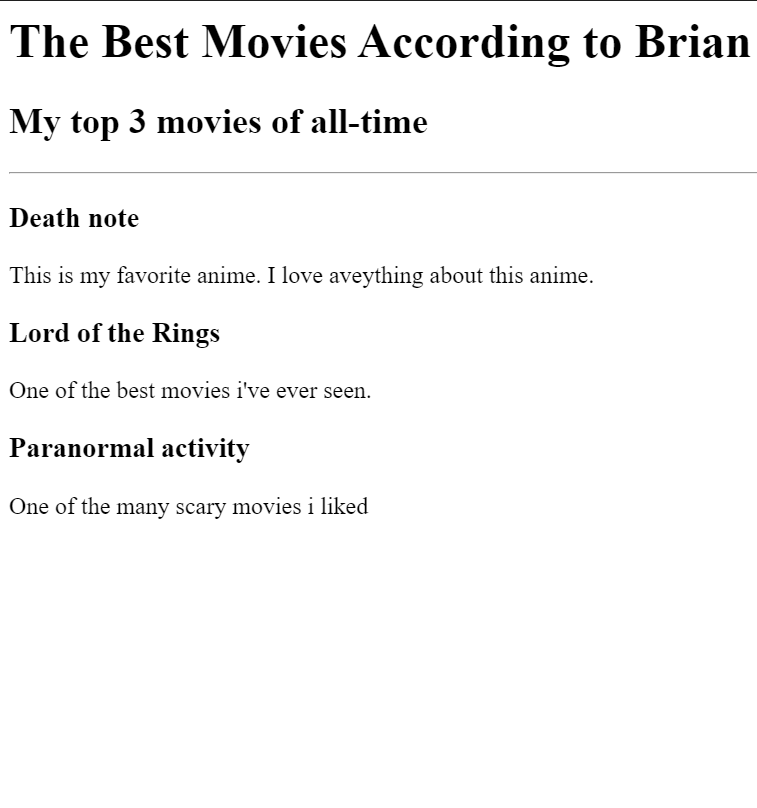 The Best Movies According to Brian
My top 3 movies of all-time
Death note
This is my favorite anime. I love aveything about this anime.
Lord of the Rings
One of the best movies i've ever seen.
Paranormal activity
One of the many scary movies i liked